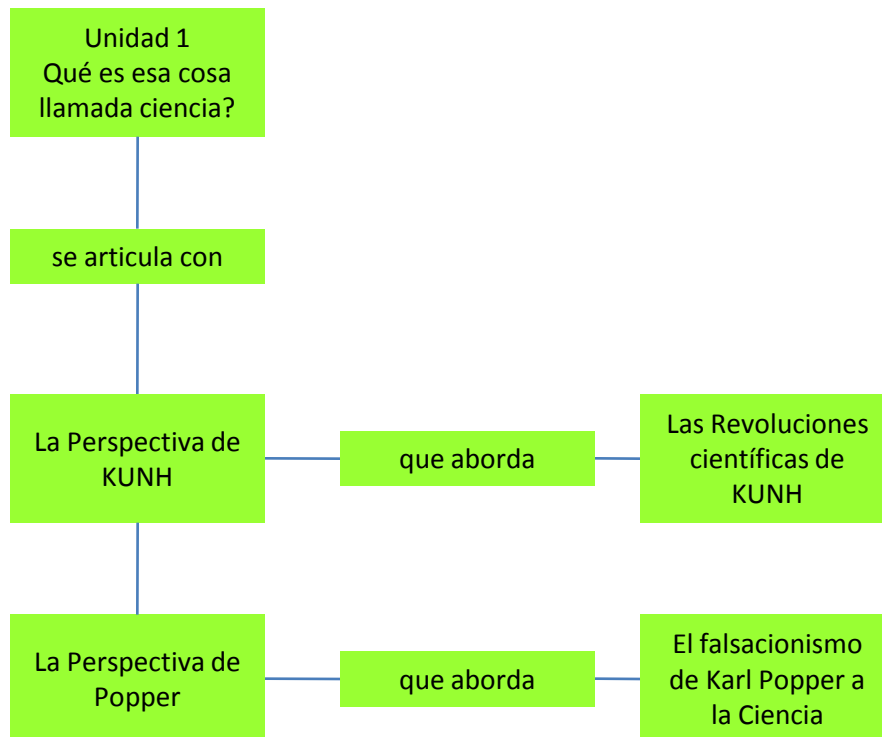 Unidad 1
Qué es esa cosa
llamada ciencia?
se articula con
La Perspectiva de
KUNH
que aborda
Las Revoluciones
científicas de
KUNH
La Perspectiva de
Popper
que aborda
El falsacionismo
de Karl Popper a
la Ciencia